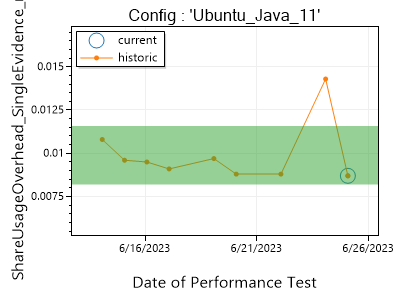 Config : 'Ubuntu_Java_11'
ShareUsageOverhead_SingleEvidence_
current
historic
0.015
0.0125
0.01
0.0075
6/16/2023
6/21/2023
6/26/2023
Date of Performance Test